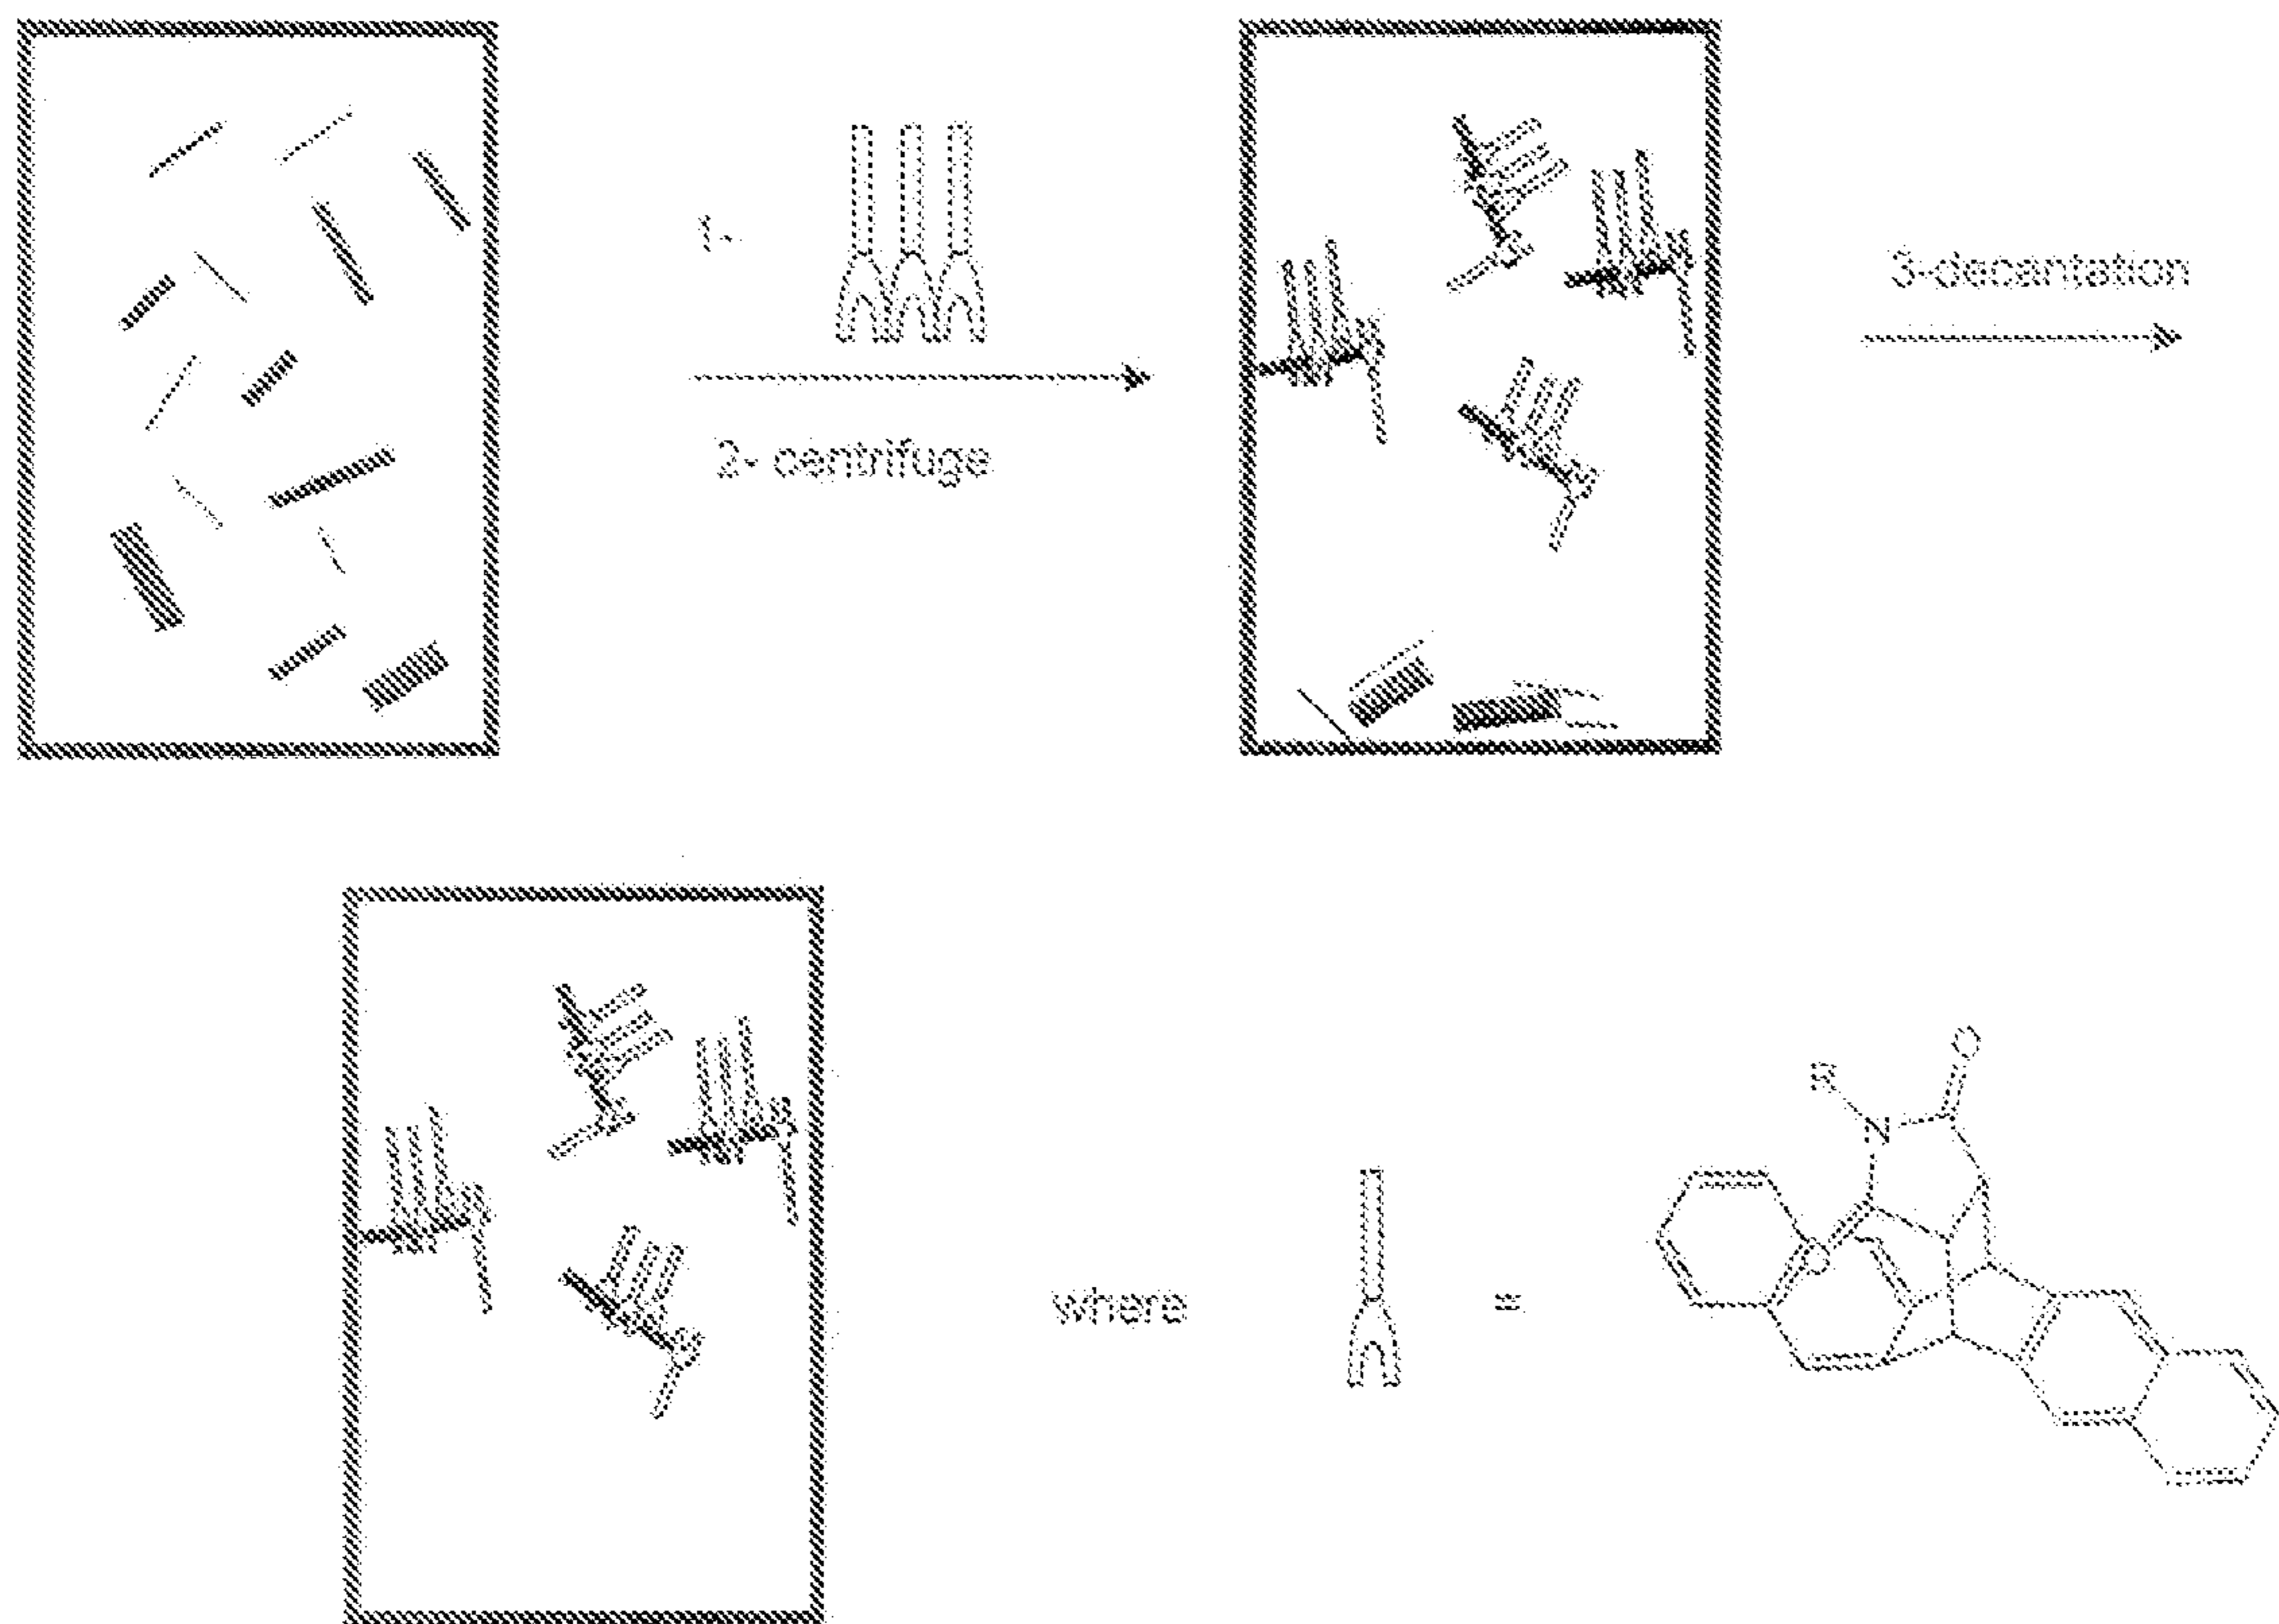 1-
2- centrifuge
3-decantation
where
=
R
N
O
O